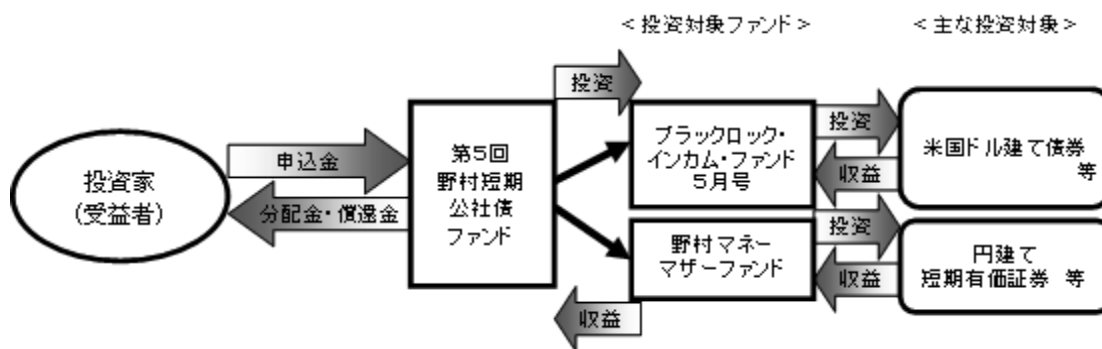 ＜投資対象ファンド＞
＜主な投資対象＞
投資
投資家
（受益者）
申込金
分配金・償還金
第５回
野村短期
公社債
ファンド
ブラックロック・
インカム・ファンド
５月号
投資
収益
米国ドル建て債券
等
野村マネー
マザーファンド
投資
収益
円建て
短期有価証券　等
収益